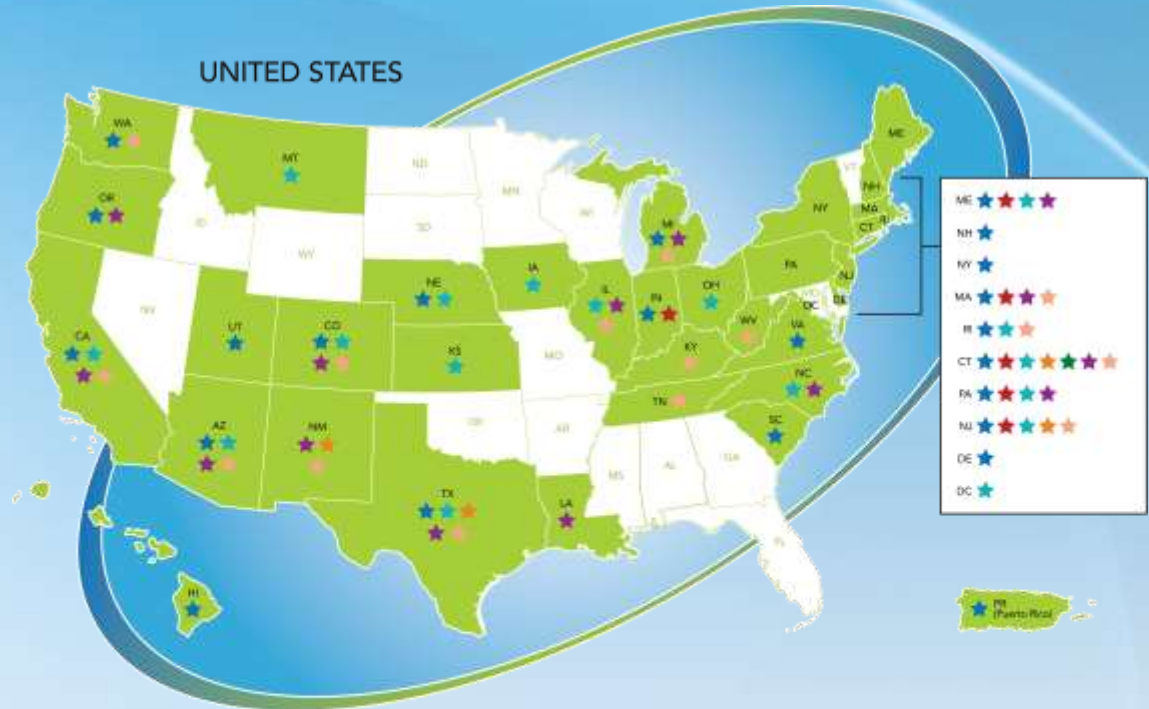 UNITED STATES
WA
MT
ND
MN
VT
ME
OR
ID
SD
WI
MI
NY
NH
MA
RI
CT
WY
IA
PA
NJ
NV
NE
IL
IN
OH
MD
DE
DC
CA
UT
CO
KS
MO
WV
VA
KY
NC
TN
AZ
NM
OK
AR
SC
MS
AL
GA
TX
LA
FL
HI
PR
(Puerto Rico)
ME
NH
NY
MA
RI
CT
PA
NJ
DE
DC